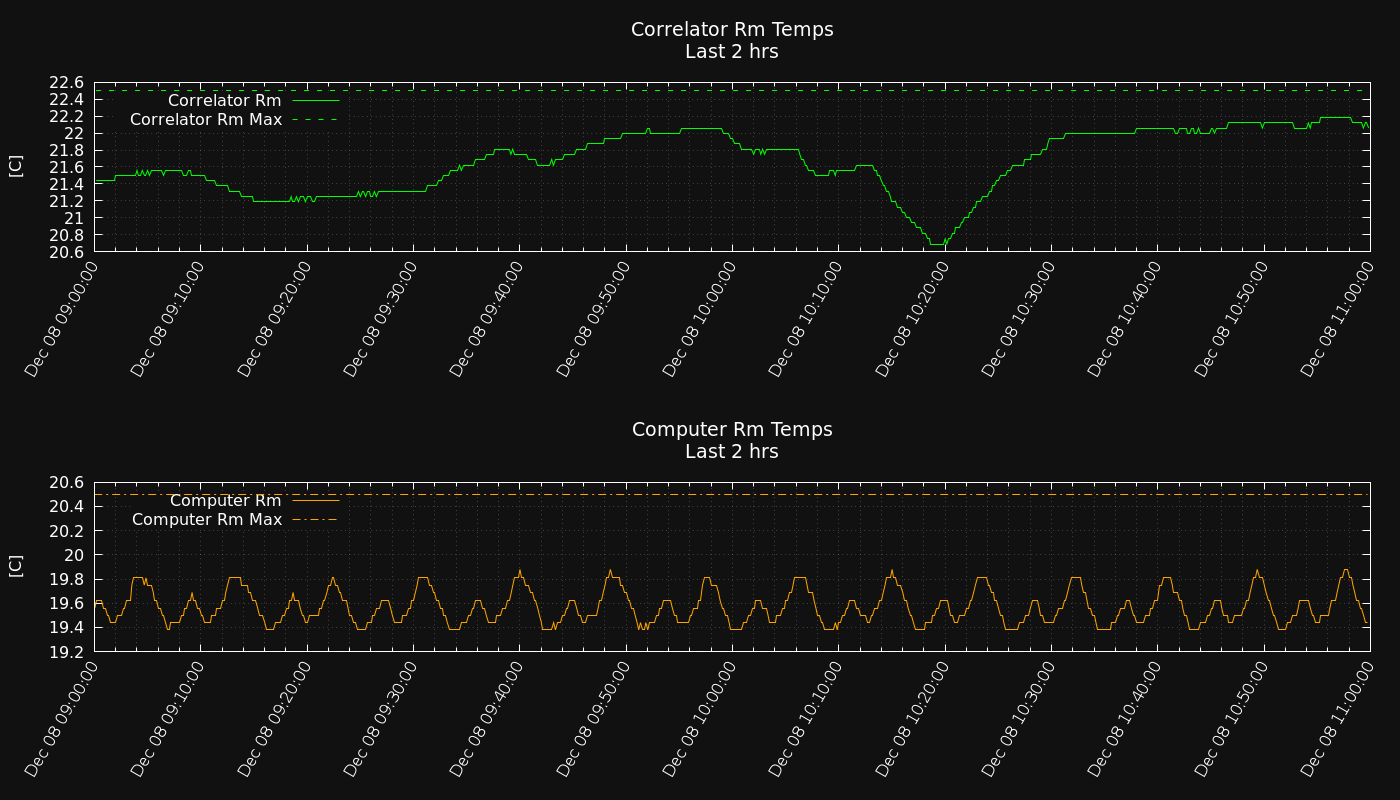 Correlator Rm Temps
Last 2 hrs
22.6
22.4
22.2
22
21.8
21.6
21.4
21.2
21
20.8
20.6
[C]
Correlator Rm
Correlator Rm Max
Dec 08 09:00:00
Dec 08 09:10:00
Dec 08 09:20:00
Dec 08 09:30:00
Dec 08 09:40:00
Dec 08 09:50:00
Dec 08 10:00:00
Dec 08 10:10:00
Dec 08 10:20:00
Dec 08 10:30:00
Dec 08 10:40:00
Dec 08 10:50:00
Dec 08 11:00:00
Computer Rm Temps
Last 2 hrs
20.6
20.4
20.2
20
19.8
19.6
19.4
19.2
[C]
Computer Rm
Computer Rm Max
Dec 08 09:00:00
Dec 08 09:10:00
Dec 08 09:20:00
Dec 08 09:30:00
Dec 08 09:40:00
Dec 08 09:50:00
Dec 08 10:00:00
Dec 08 10:10:00
Dec 08 10:20:00
Dec 08 10:30:00
Dec 08 10:40:00
Dec 08 10:50:00
Dec 08 11:00:00